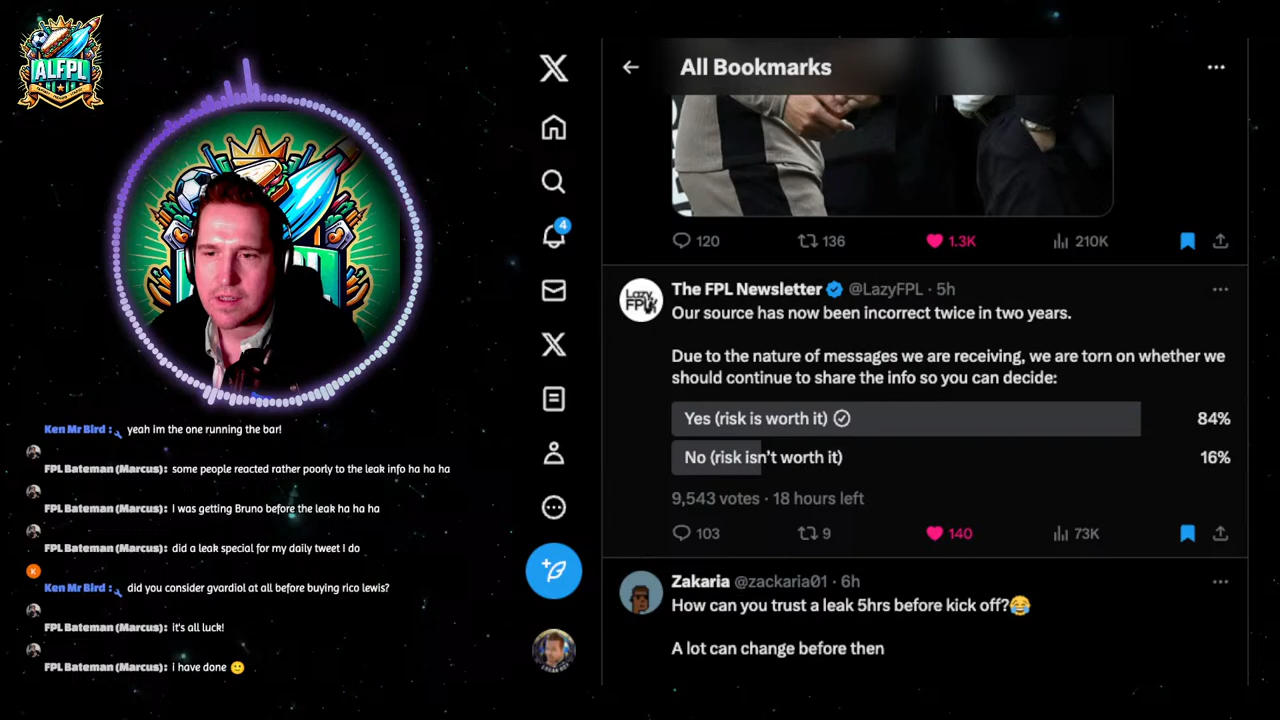 ALFPL
Ken Mr Bird : yeah im the one running the bar!
FPL Bateman (Marcus): some people reacted rather poorly to the leak info ha ha ha
FPL Bateman (Marcus): I was getting Bruno before the leak ha ha ha
FPL Bateman (Marcus): did a leak special for my daily tweet I do
K
Ken Mr Bird : did you consider gvardiol at all before buying rico lewis?
FPL Bateman (Marcus): it's all luck!
FPL Bateman (Marcus): i have done 🙂
4
All Bookmarks
120 136 1.3K 210K
LAZY FPL
The FPL Newsletter @LazyFPL · 5h
Our source has now been incorrect twice in two years.
Due to the nature of messages we are receiving, we are torn on whether we
should continue to share the info so you can decide:
Yes (risk is worth it) 84%
No (risk isn't worth it) 16%
9,543 votes · 18 hours left
103 9 140 73K
Zakaria @zackaria01 · 6h
How can you trust a leak 5hrs before kick off?😂
A lot can change before then